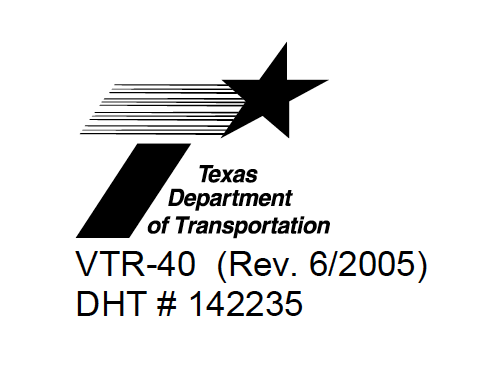 Texas
Department
of Transportation
VTR-40 (Rev. 6/2005)
DHT # 142235